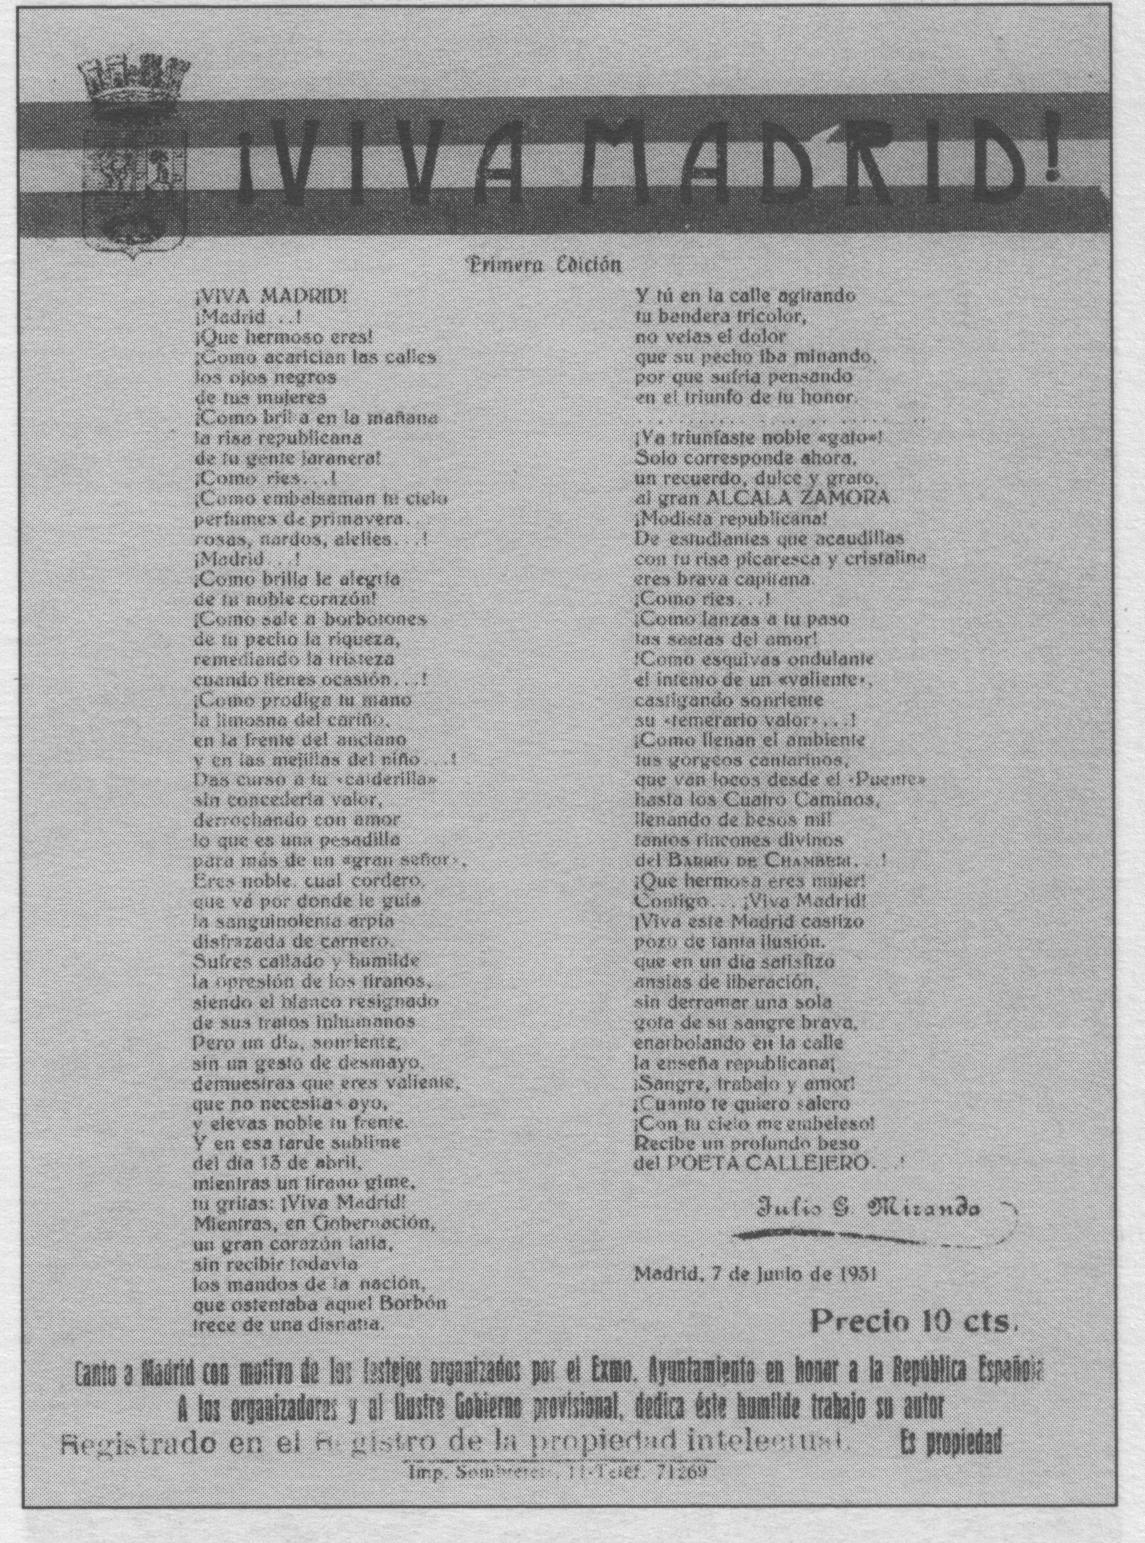 ¡VIVA MADRID!
Primera Edición
¡VIVA MADRID!
¡Madrid...!
¡Que hermoso eres!
¡Como acarician las calles
los ojos negros
de tus mujeres
¡Como bril a en la mañana
la risa republicana
de tu gente jaranera!
¡Como ries...!
¡Como embalsaman tu cielo
perfumes de primavera...
rosas, nardos, alelies...!
¡Madrid...!
¡Como brilla la alegria
de tu noble corazón!
¡Como sale a borbotones
de tu pecho la riqueza,
remediando la tristeza
cuando tienes ocasión...!
¡Como prodiga tu mano
la limosna del cariño,
en la frente del anciano
y en las mejillas del niño...!
Das curso a tu «calderilla»
sin concederla valor,
derrochando con amor
lo que es una pesadilla
para más de un «gran señor»,
Eres noble, cual cordero,
que vá por donde le guia
la sanguinolenta arpia
disfrazada de carnero.
Sufres callado y humilde
la opresión de los tiranos,
siendo el blanco resignado
de sus tratos inhumanos
Pero un día, sonriente,
sin un gesto de desmayo,
demuestras que eres valiente,
que no necesitas ayo,
y elevas noble tu frente.
Y en esa tarde sublime
del día 13 de abril,
mientras un tirano gime,
tu gritas: ¡Viva Madrid!
Mientras, en Gobernación,
un gran corazón latia,
sin recibir todavia
los mandos de la nación,
que ostentaba aquel Borbón
trece de una disnatia.
Y tú en la calle agitando
tu bandera tricolor,
no veias el dolor
que su pecho iba minando,
por que sufria pensando
en el triunfo de tu honor.
. . . . . . . . . . . . . . . . . . . .
¡Ya triunfaste noble «gato»!
Solo corresponde ahora,
un recuerdo, dulce y grato,
al gran ALCALA ZAMORA
¡Modista republicana!
De estudiantes que acaudillas
con tu risa picaresca y cristalina
eres brava capitana.
¡Como ries...!
¡Como lanzas a tu paso
las saetas del amor!
!Como esquivas ondulante
el intento de un «valiente»,
castigando sonriente
su «temerario valor»...!
¡Como llenan el ambiente
tus gorgeos cantarinos,
que van locos desde el «Puente»
hasta los Cuatro Caminos,
llenando de besos mil
tantos rincones divinos
del BARRIO DE CHAMBERI...!
¡Que hermosa eres mujer!
Contigo... ¡Viva Madrid!
¡Viva este Madrid castizo
pozo de tanta ilusión.
que en un dia satisfizo
ansias de liberación,
sin derramar una sola
gota de su sangre brava,
enarbolando en la calle
la enseña republicana¡
¡Sangre, trabajo y amor!
¡Cuanto te quiero salero
¡Con tu cielo me embeleso!
Recibe un profundo beso
del POETA CALLEJERO...!
Julio G. Miranda
Madrid, 7 de Junio de 1931
Precio 10 cts.
Canto a Madrid con motivo de los festejos organizados por el Exmo. Ayuntamiento en honor a la República Española
A los organizadores y al Ilustre Gobierno provisional, dedica éste humilde trabajo su autor
Registrado en el Registro de la propiedad intelectual. Es propiedad
Imp. 11-Teléf. 71269